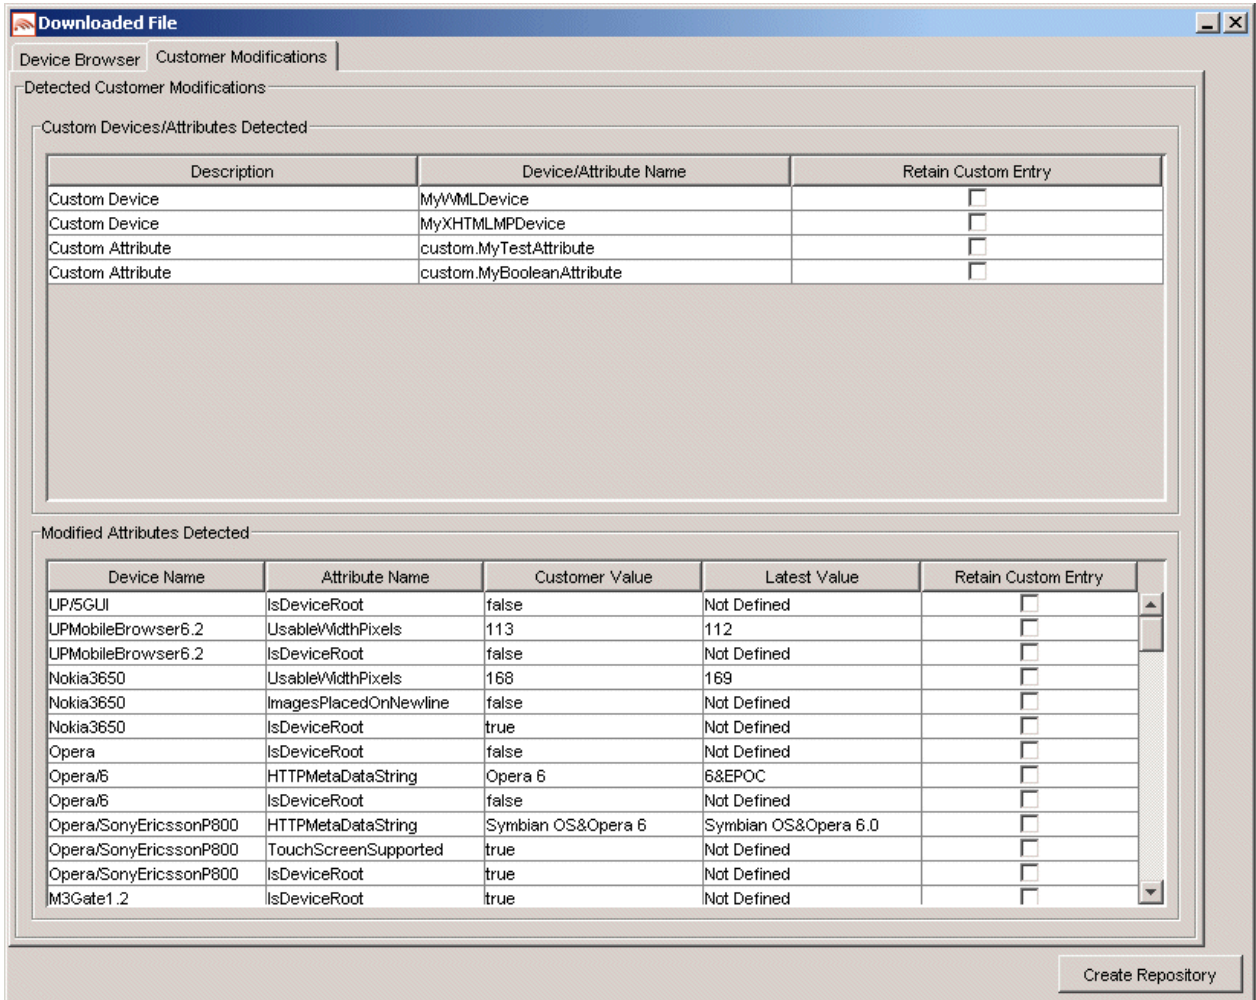 Downloaded File
Device Browser Customer Modifications
Detected Customer Modifications
Custom Devices/Attributes Detected
Description Device/Attribute Name Retain Custom Entry
Custom Device MyWMLDevice
Custom Device MyXHTMLMPDevice
Custom Attribute custom.MyTestAttribute
Custom Attribute custom.MyBooleanAttribute
Modified Attributes Detected
Device Name Attribute Name Customer Value Latest Value Retain Custom Entry
UP/5GUI IsDeviceRoot false Not Defined
UPMobileBrowser6.2 UsableWidthPixels 113 112
UPMobileBrowser6.2 IsDeviceRoot false Not Defined
Nokia3650 UsableWidthPixels 168 169
Nokia3650 ImagesPlacedOnNewline false Not Defined
Nokia3650 IsDeviceRoot true Not Defined
Opera IsDeviceRoot false Not Defined
Opera/6 HTTPMetaDataString Opera 6 6&EPOC
Opera/6 IsDeviceRoot false Not Defined
Opera/SonyEricssonP800 HTTPMetaDataString Symbian OS&Opera 6 Symbian OS&Opera 6.0
Opera/SonyEricssonP800 TouchScreenSupported true Not Defined
Opera/SonyEricssonP800 IsDeviceRoot true Not Defined
M3Gate1.2 IsDeviceRoot true Not Defined
Create Repository